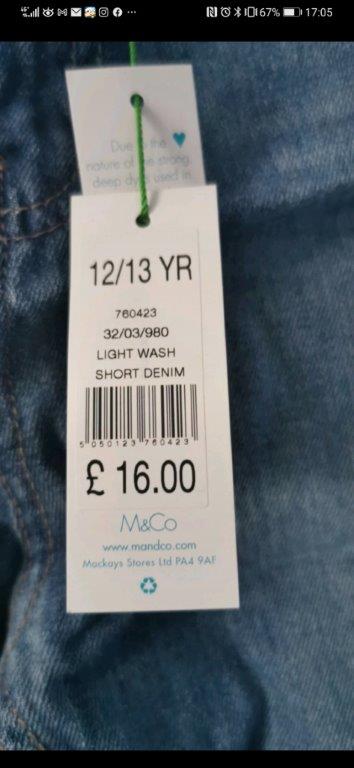 67% 17:05
Due to the
nature of the strong
deep dyes used in
12/13 YR
760423
32/03/980
LIGHT WASH
SHORT DENIM
5 050123 760423
£ 16.00
M&Co
www.mandco.com
Mackays Stores Ltd PA4 9AF